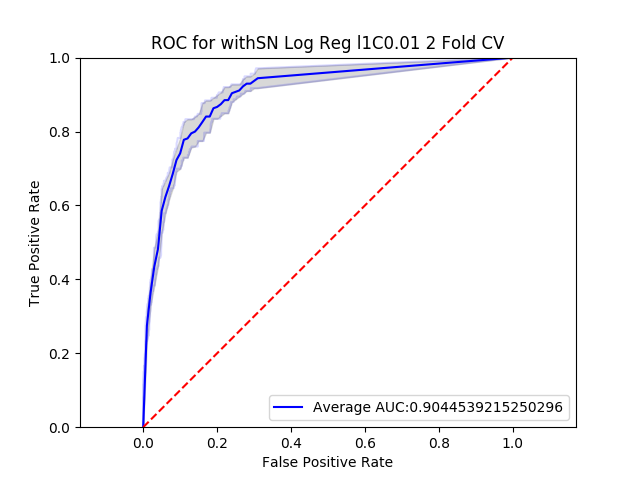 ROC for withSN Log Reg l1C0.01 2 Fold CV
True Positive Rate
1.0
0.8
0.6
0.4
0.2
0.0
Average AUC:0.9044539215250296
0.0 0.2 0.4 0.6 0.8 1.0
False Positive Rate